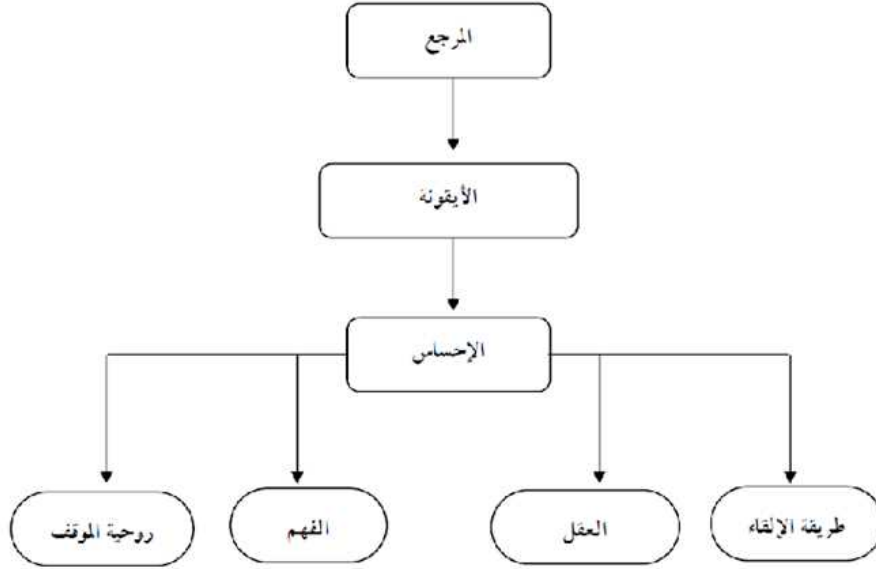 المرجع
الأيقونة
الإحساس
طريقة الإلقاء
العقل
الفهم
روحية الموقف